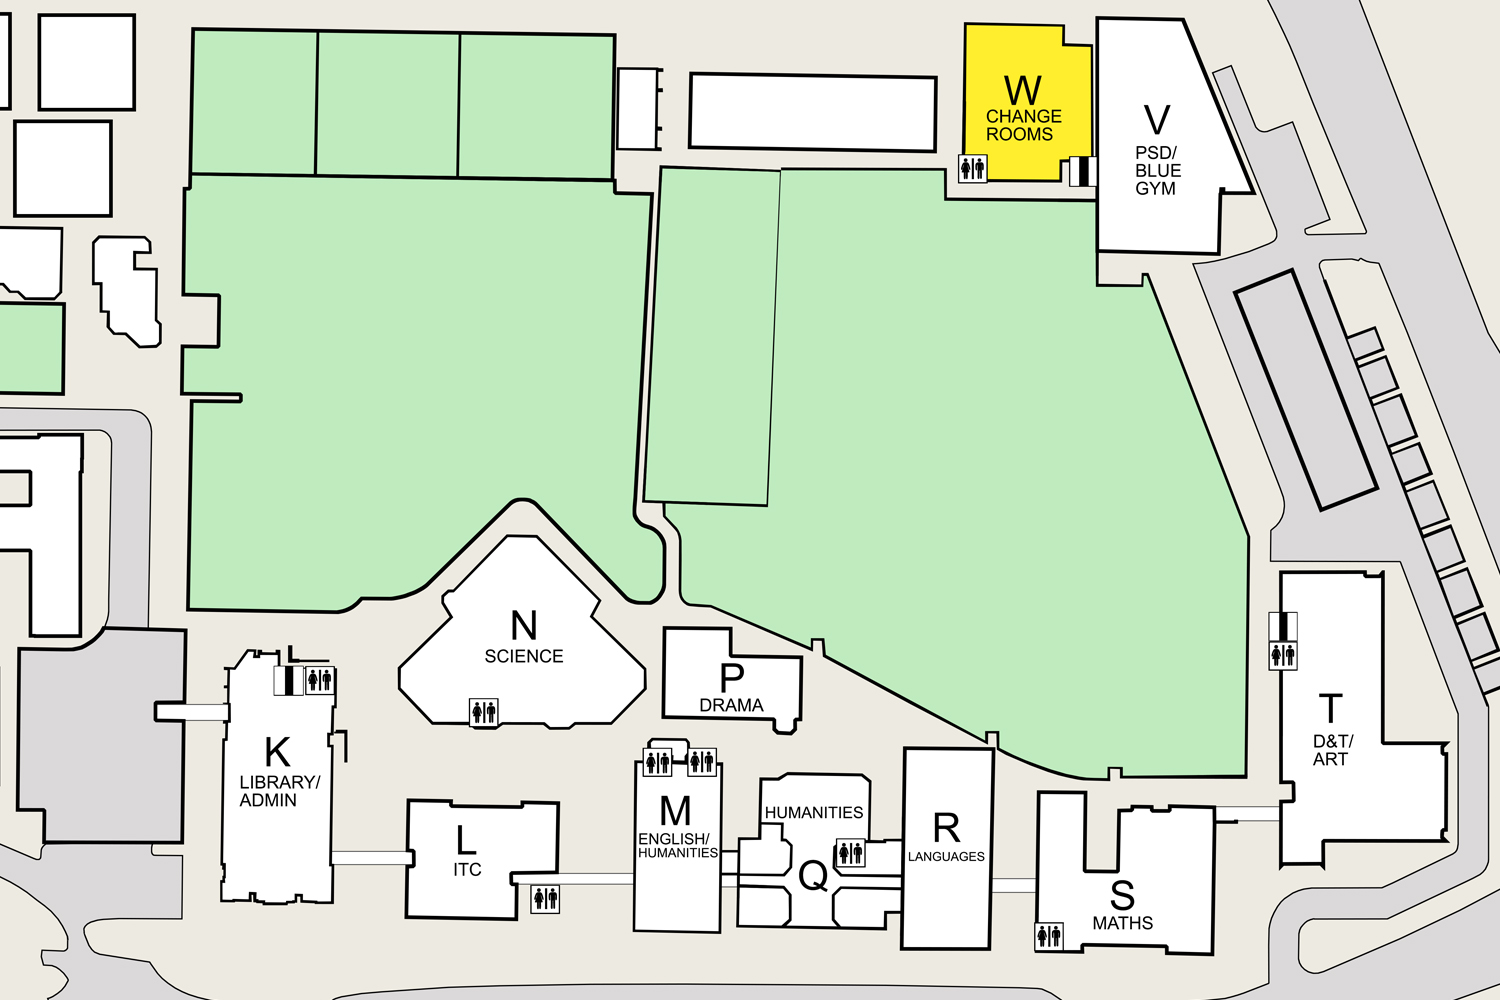 W
CHANGE
ROOMS
V
PSD/
BLUE
GYM
N
SCIENCE
P
DRAMA
K
LIBRARY/
ADMIN
T
D&T/
ART
L
ITC
M
ENGLISH/
HUMANITIES
HUMANITIES
Q
R
LANGUAGES
S
MATHS